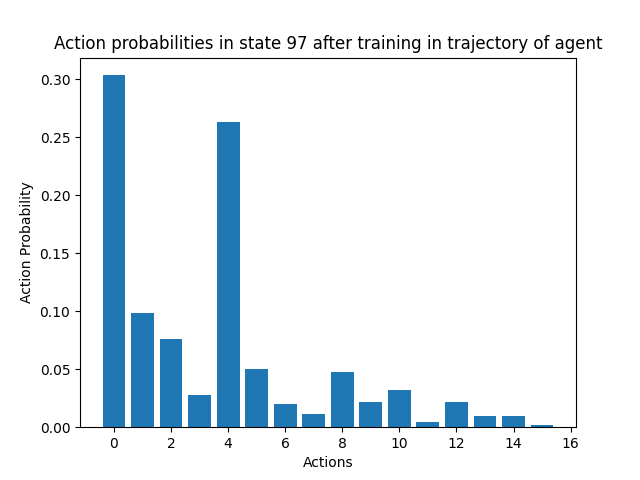 Action probabilities in state 97 after training in trajectory of agent
0.30
0.25
0.20
0.15
0.10
0.05
0.00
Action Probability
0 2 4 6 8 10 12 14 16
Actions